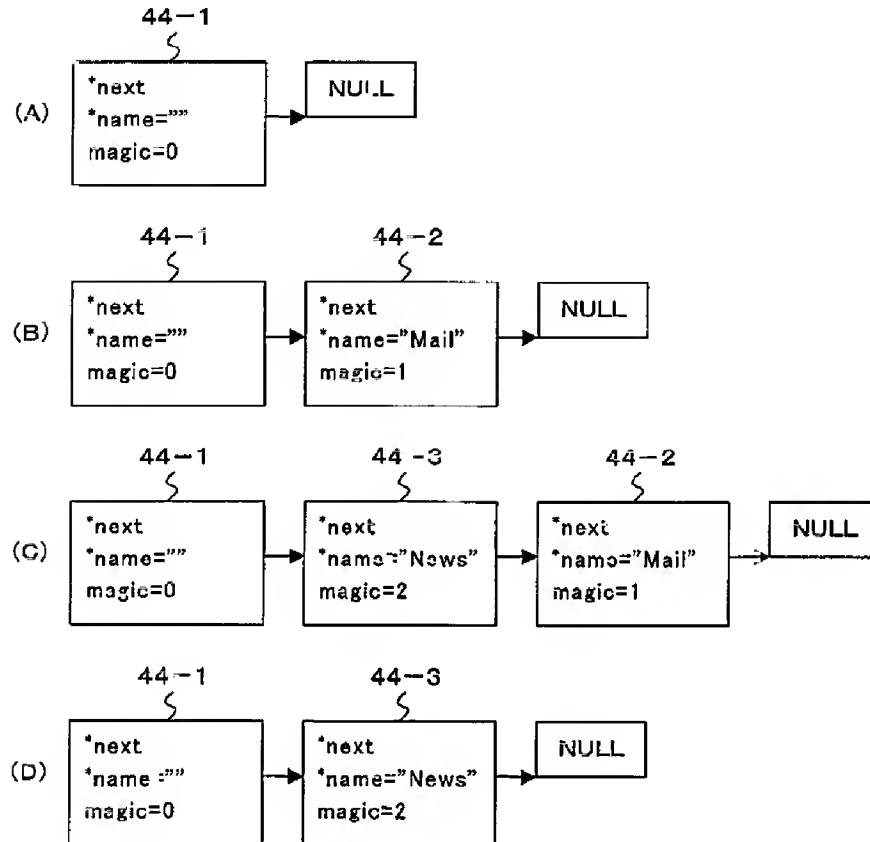 44-1
(A)
*next
*name=""
magic=0
NULL
44-1
44-2
(B)
*next
*name=""
magic=0
*next
*name="Mail"
magic=1
NULL
44-1
44-3
44-2
(C)
*next
*name=""
magic=0
*next
*name="News"
magic=2
*next
*name="Mail"
magic=1
NULL
44-1
44-3
(D)
*next
*name=""
magic=0
*next
*name="News"
magic=2
NULL